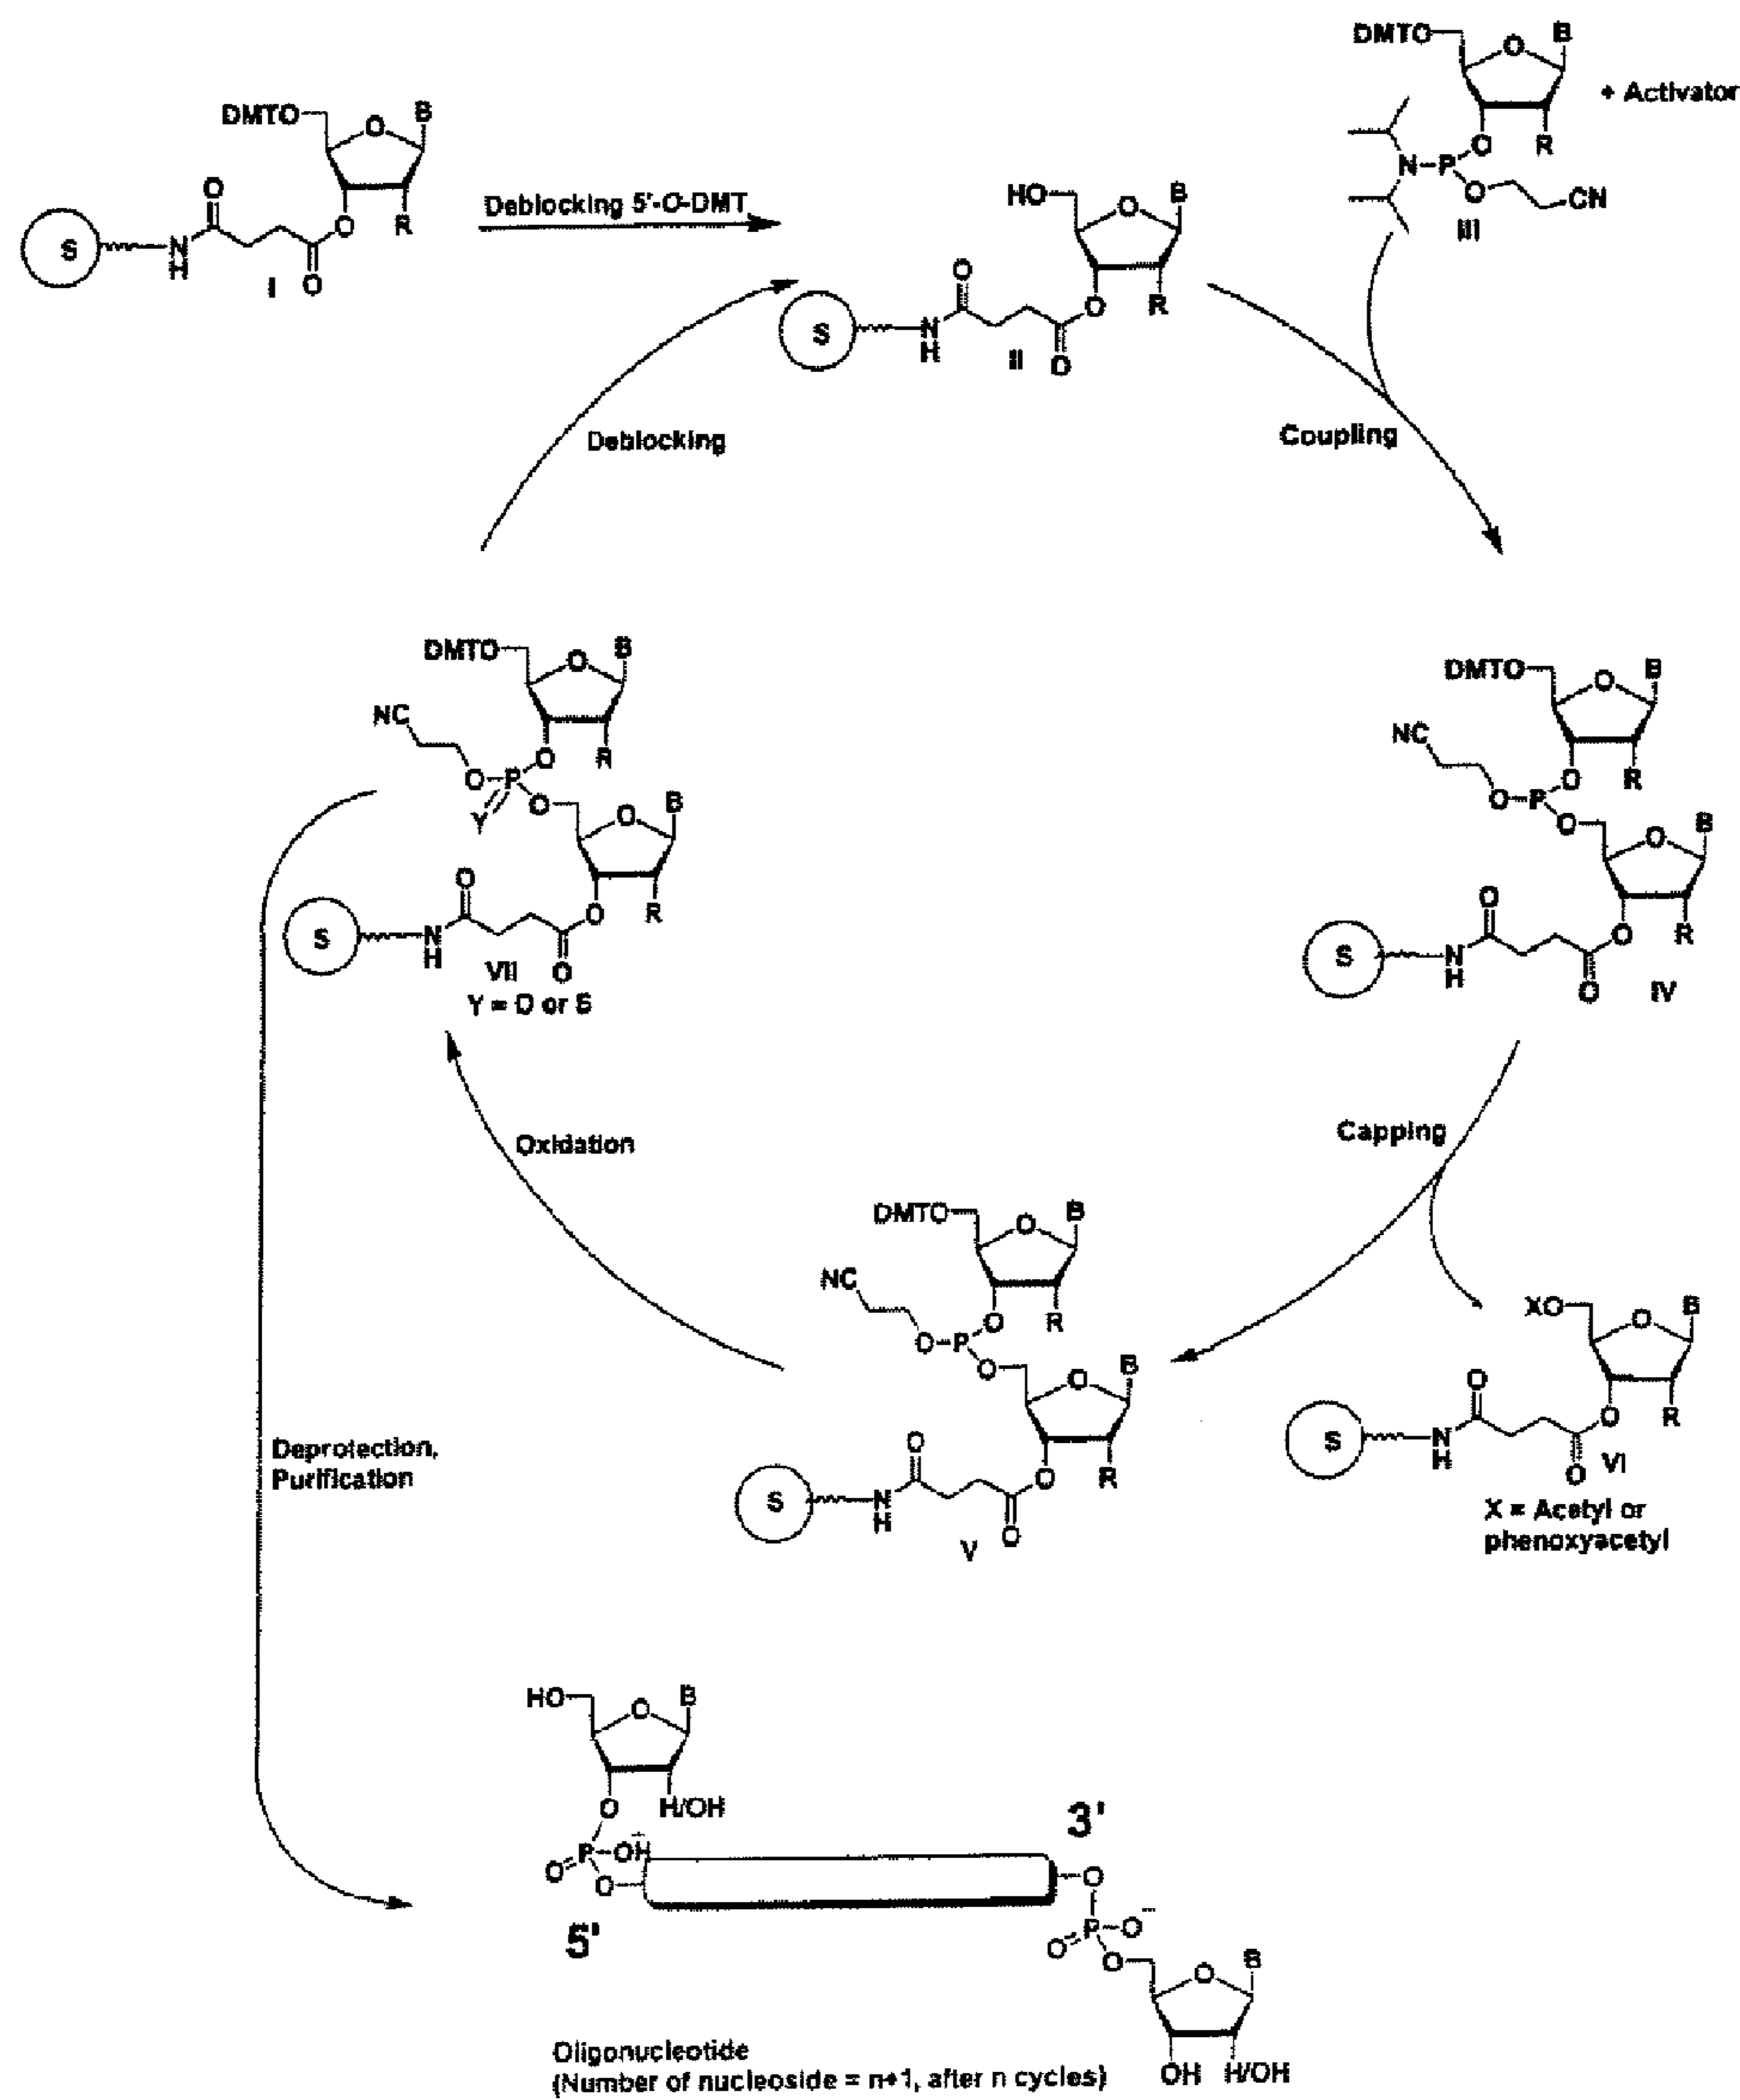 DMTO
O
B
+ Activator
O
R
N-P
O
CN
III
DMTO
O
B
O
O
R
S
N
H
I
O
Deblocking 5'-O-DMT
HO
O
B
O
O
R
S
N
H
II
O
Deblocking
Coupling
DMTO
O
B
NC
O
R
O-P
Y
O
O
B
O
O
R
S
N
H
VII
O
Y = O or S
DMTO
O
B
NC
O
R
O-P
O
O
B
O
O
R
S
N
H
O
IV
Oxidation
Capping
DMTO
O
B
NC
O
R
O-P
O
O
B
O
O
R
S
N
H
V
O
XO
O
B
O
O
R
S
N
H
O
VI
X = Acetyl or
phenoxyacetyl
Deprotection,
Purification
HO
O
B
O
H/OH
P-OH
O
O
5'
3'
O
P-O−
O
O
O
B
OH
H/OH
Oligonucleotide
(Number of nucleoside = n+1, after n cycles)